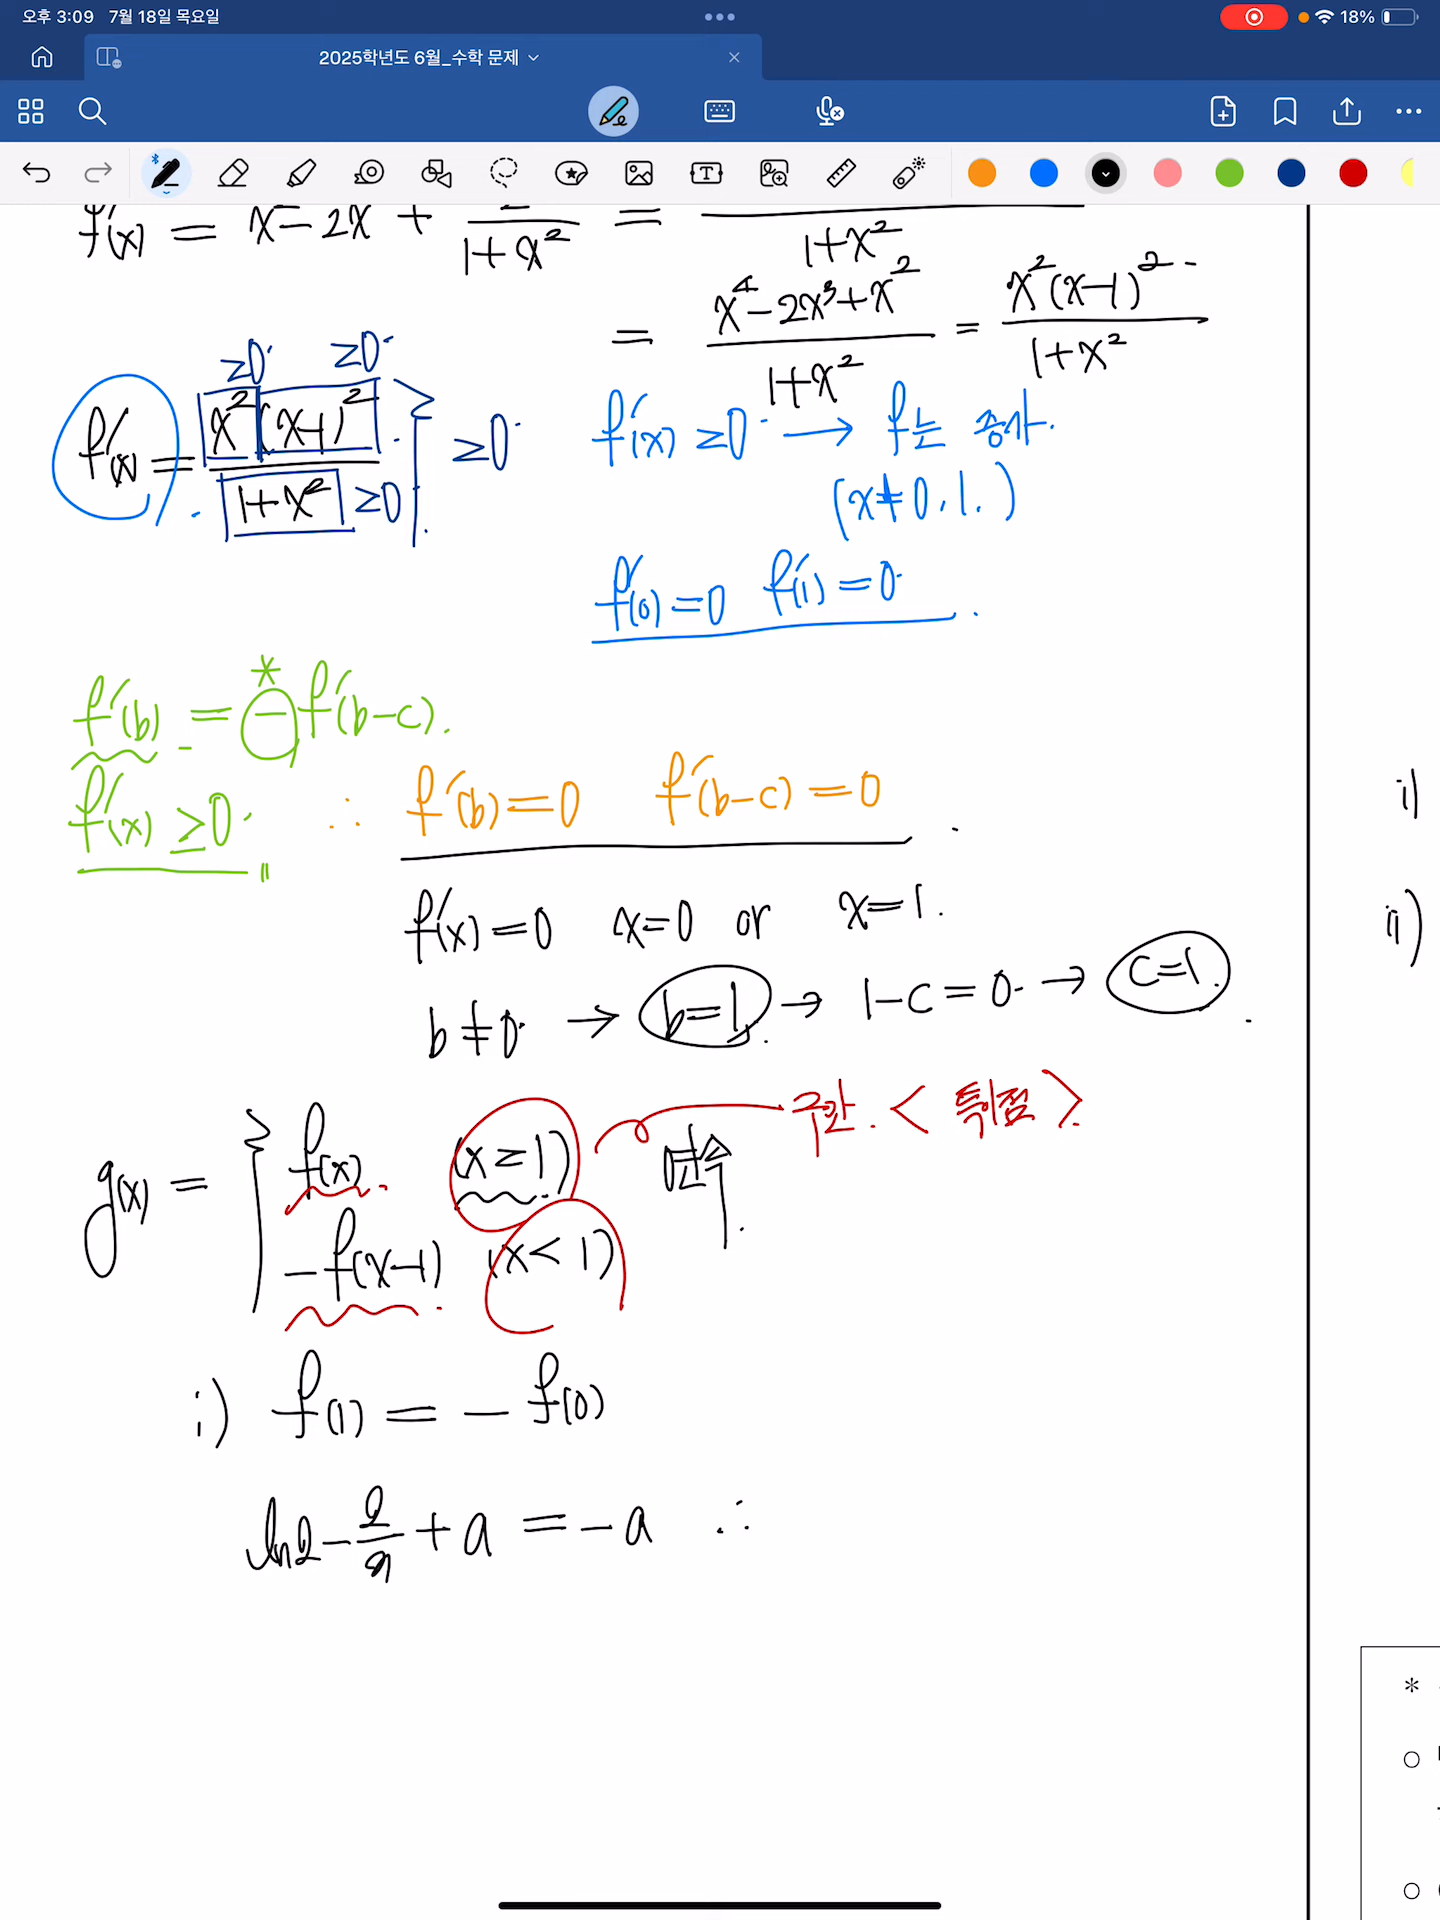 오후 3:09 7월 18일 목요일
18%
2025학년도 6월_수학 문제
f'(x) = x²-2x + 2/(1+x²) =
1+x²
= (x⁴-2x³+x²)/(1+x²) = x²(x-1)²/(1+x²)
≥0 ≥0
f'(x) = x²(x-1)²/(1+x²) ≥0
≥0
f'(x) ≥0 → f는 증가.
(x≠0, 1.)
f'(0)=0 f'(1)=0
*
f'(b) = - f'(b-c).
f'(x) ≥0. ∴ f'(b)=0 f'(b-c)=0
i)
f'(x)=0 x=0 or x=1.
ii)
b≠0 → b=1, → 1-c=0 → c=1.
g(x) = { f(x) (x≥1) 연속. 구간. <특이점>
-f(x-1) (x<1)
i) f(1) = -f(0)
ln2 - 2/3 + a = -a ∴
*
○
○